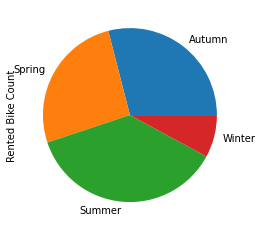 Autumn
Spring
Rented Bike Count
Winter
Summer